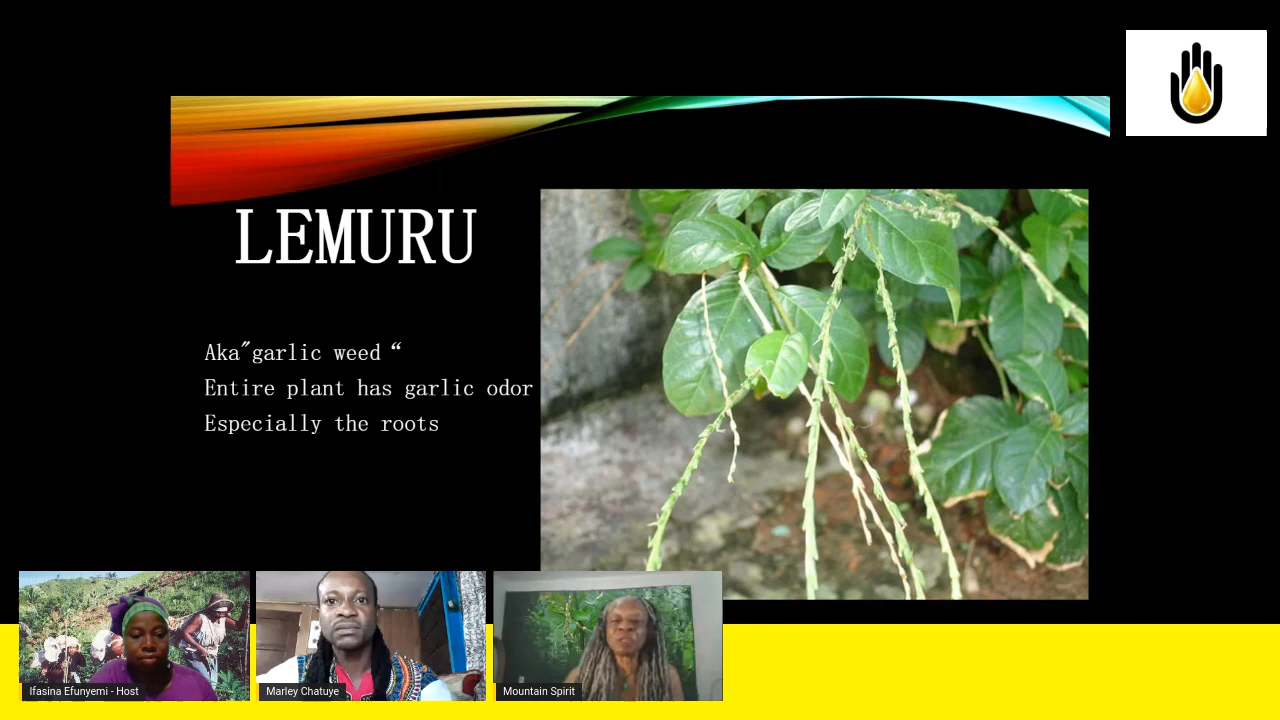 LEMURU
Aka"garlic weed“
Entire plant has garlic odor
Especially the roots
Ifasina Efunyemi - Host
Marley Chatuye
Mountain Spirit